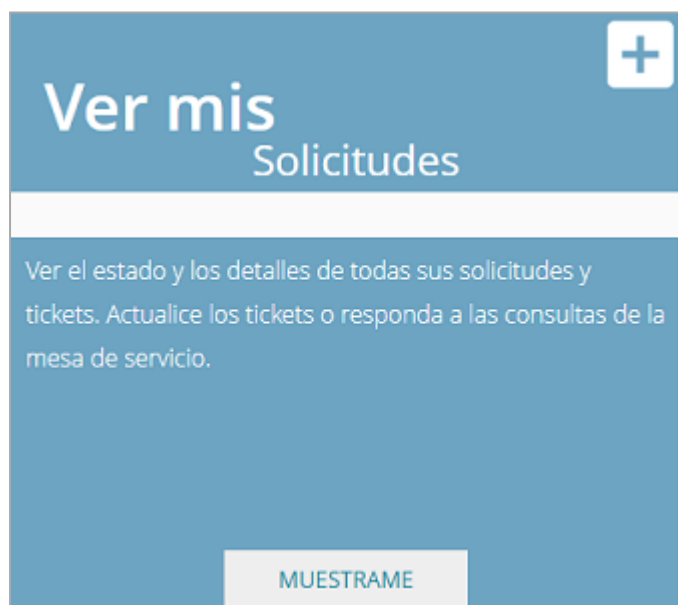 Ver mis
Solicitudes
Ver el estado y los detalles de todas sus solicitudes y
tickets. Actualice los tickets o responda a las consultas de la
mesa de servicio.
MUESTRAME